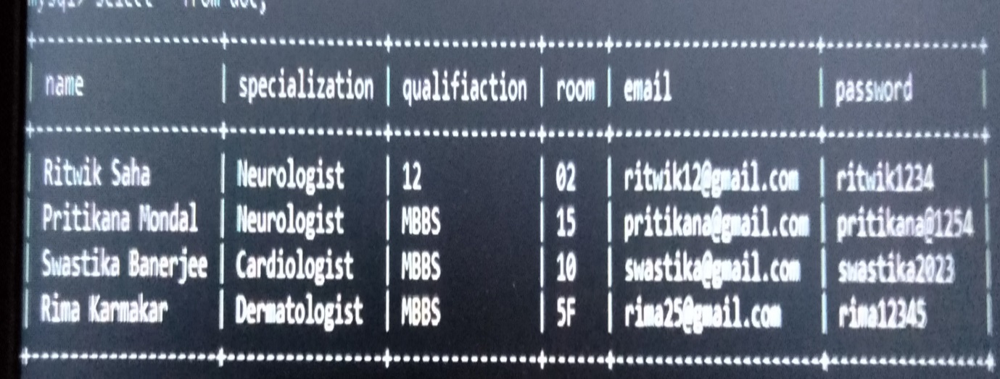 mysql> select * from doc;
| name | specialization | qualifiaction | room | email | password |
| Ritwik Saha | Neurologist | 12 | 02 | ritwik12@gmail.com | ritwik1234 |
| Pritikana Mondal | Neurologist | MBBS | 15 | pritikana@gmail.com | pritikana@1254 |
| Swastika Banerjee | Cardiologist | MBBS | 10 | swastika@gmail.com | swastika2023 |
| Rima Karmakar | Dermatologist | MBBS | 5F | rima25@gmail.com | rima12345 |